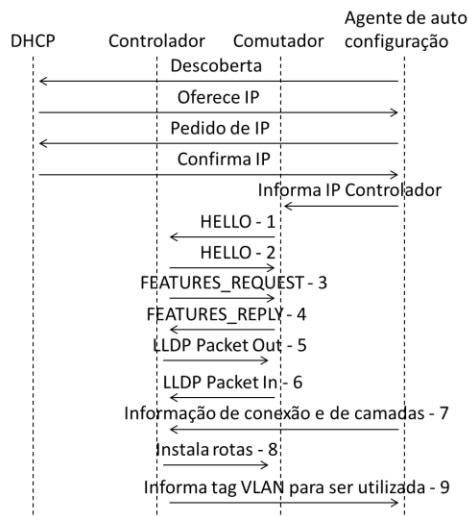 Agente de auto
DHCP Controlador Comutador configuração
Descoberta
Oferece IP
Pedido de IP
Confirma IP
Informa IP Controlador
HELLO - 1
HELLO - 2
FEATURES_REQUEST - 3
FEATURES_REPLY - 4
LLDP Packet Out - 5
LLDP Packet In - 6
Informação de conexão e de camadas - 7
Instala rotas - 8
Informa tag VLAN para ser utilizada - 9